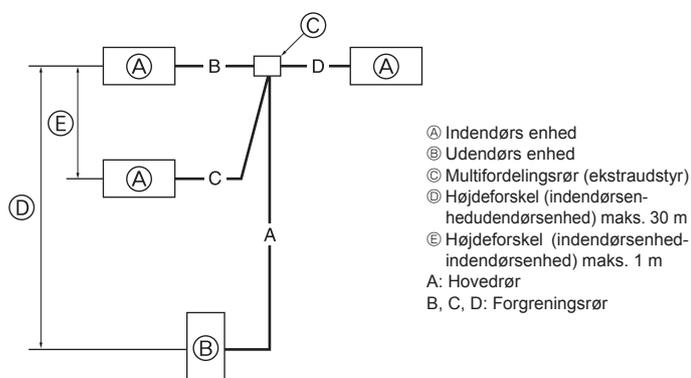 Ⓒ
Ⓐ B D Ⓐ
Ⓔ
Ⓐ C
Ⓓ
A
Ⓑ
Ⓐ Indendørs enhed
Ⓑ Udendørs enhed
Ⓒ Multifordelingsrør (ekstraudstyr)
Ⓓ Højdeforskel (indendørsen-
hedudendørsenhed) maks. 30 m
Ⓔ Højdeforskel (indendørsenhed-
indendørsenhed) maks. 1 m
A: Hovedrør
B, C, D: Forgreningsrør